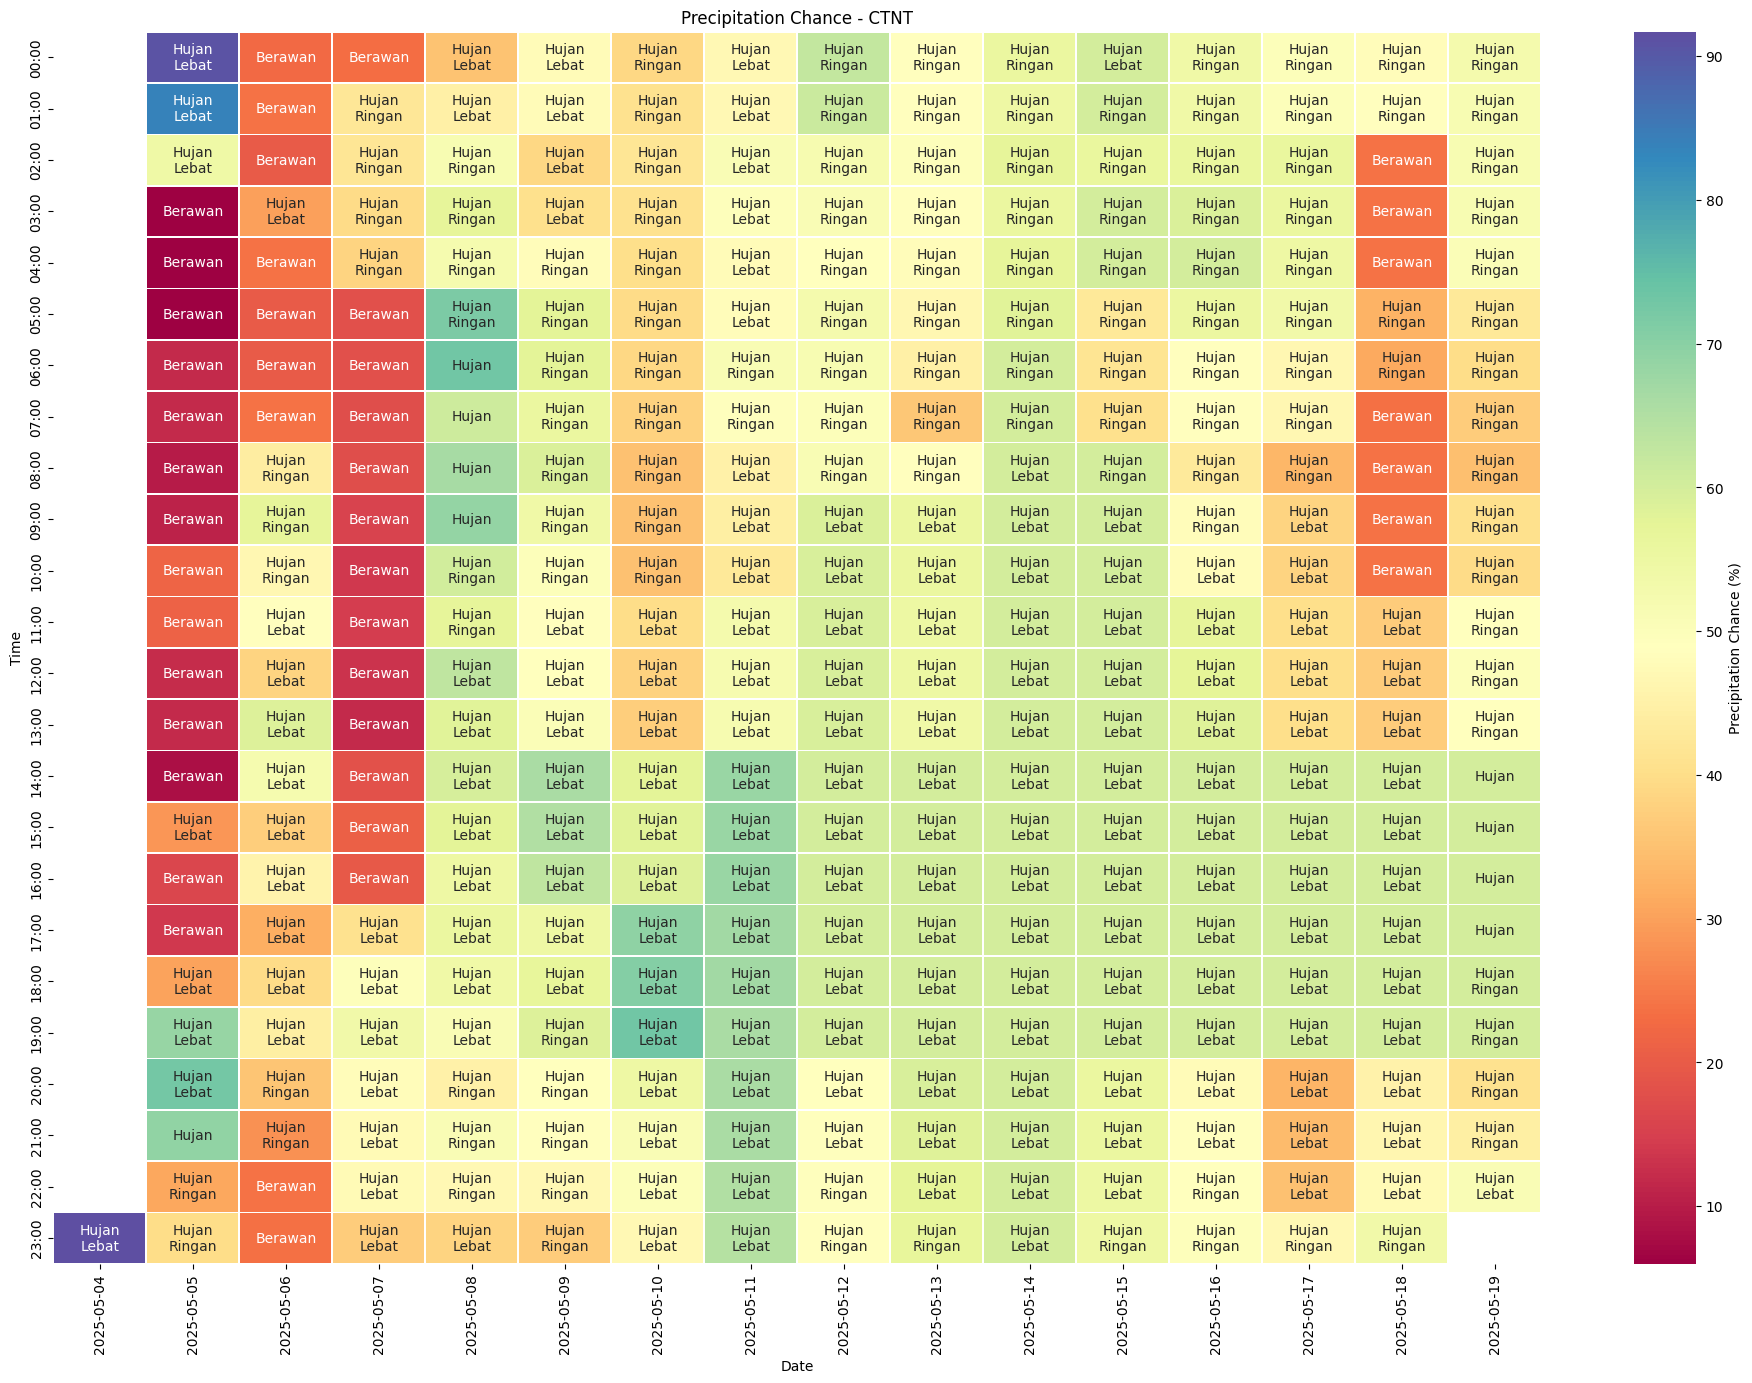 Precipitation Chance - CTNT
00:00 Hujan Lebat Berawan Berawan Hujan Lebat Hujan Lebat Hujan Ringan Hujan Lebat Hujan Ringan Hujan Ringan Hujan Ringan Hujan Lebat Hujan Ringan Hujan Ringan Hujan Ringan Hujan Ringan
01:00 Hujan Lebat Berawan Hujan Ringan Hujan Lebat Hujan Lebat Hujan Ringan Hujan Lebat Hujan Ringan Hujan Ringan Hujan Ringan Hujan Ringan Hujan Ringan Hujan Ringan Hujan Ringan Hujan Ringan
02:00 Hujan Lebat Berawan Hujan Ringan Hujan Ringan Hujan Lebat Hujan Ringan Hujan Lebat Hujan Ringan Hujan Ringan Hujan Ringan Hujan Ringan Hujan Ringan Hujan Ringan Berawan Hujan Ringan
03:00 Berawan Hujan Lebat Hujan Ringan Hujan Ringan Hujan Lebat Hujan Ringan Hujan Lebat Hujan Ringan Hujan Ringan Hujan Ringan Hujan Ringan Hujan Ringan Hujan Ringan Berawan Hujan Ringan
04:00 Berawan Berawan Hujan Ringan Hujan Ringan Hujan Ringan Hujan Ringan Hujan Lebat Hujan Ringan Hujan Ringan Hujan Ringan Hujan Ringan Hujan Ringan Hujan Ringan Berawan Hujan Ringan
05:00 Berawan Berawan Berawan Hujan Ringan Hujan Ringan Hujan Ringan Hujan Lebat Hujan Ringan Hujan Ringan Hujan Ringan Hujan Ringan Hujan Ringan Hujan Ringan Hujan Ringan Hujan Ringan
06:00 Berawan Berawan Berawan Hujan Hujan Ringan Hujan Ringan Hujan Ringan Hujan Ringan Hujan Ringan Hujan Ringan Hujan Ringan Hujan Ringan Hujan Ringan Hujan Ringan Hujan Ringan
07:00 Berawan Berawan Berawan Hujan Hujan Ringan Hujan Ringan Hujan Ringan Hujan Ringan Hujan Ringan Hujan Ringan Hujan Ringan Hujan Ringan Hujan Ringan Berawan Hujan Ringan
08:00 Berawan Hujan Ringan Berawan Hujan Hujan Ringan Hujan Ringan Hujan Lebat Hujan Ringan Hujan Ringan Hujan Lebat Hujan Ringan Hujan Ringan Hujan Ringan Berawan Hujan Ringan
09:00 Berawan Hujan Ringan Berawan Hujan Hujan Ringan Hujan Ringan Hujan Lebat Hujan Lebat Hujan Lebat Hujan Lebat Hujan Lebat Hujan Ringan Hujan Lebat Berawan Hujan Ringan
10:00 Berawan Hujan Ringan Berawan Hujan Ringan Hujan Ringan Hujan Ringan Hujan Lebat Hujan Lebat Hujan Lebat Hujan Lebat Hujan Lebat Hujan Lebat Hujan Lebat Berawan Hujan Ringan
11:00 Berawan Hujan Lebat Berawan Hujan Ringan Hujan Lebat Hujan Lebat Hujan Lebat Hujan Lebat Hujan Lebat Hujan Lebat Hujan Lebat Hujan Lebat Hujan Lebat Hujan Lebat Hujan Ringan
12:00 Berawan Hujan Lebat Berawan Hujan Lebat Hujan Lebat Hujan Lebat Hujan Lebat Hujan Lebat Hujan Lebat Hujan Lebat Hujan Lebat Hujan Lebat Hujan Lebat Hujan Lebat Hujan Ringan
13:00 Berawan Hujan Lebat Berawan Hujan Lebat Hujan Lebat Hujan Lebat Hujan Lebat Hujan Lebat Hujan Lebat Hujan Lebat Hujan Lebat Hujan Lebat Hujan Lebat Hujan Lebat Hujan Ringan
14:00 Berawan Hujan Lebat Berawan Hujan Lebat Hujan Lebat Hujan Lebat Hujan Lebat Hujan Lebat Hujan Lebat Hujan Lebat Hujan Lebat Hujan Lebat Hujan Lebat Hujan Lebat Hujan
15:00 Hujan Lebat Hujan Lebat Berawan Hujan Lebat Hujan Lebat Hujan Lebat Hujan Lebat Hujan Lebat Hujan Lebat Hujan Lebat Hujan Lebat Hujan Lebat Hujan Lebat Hujan Lebat Hujan
16:00 Berawan Hujan Lebat Berawan Hujan Lebat Hujan Lebat Hujan Lebat Hujan Lebat Hujan Lebat Hujan Lebat Hujan Lebat Hujan Lebat Hujan Lebat Hujan Lebat Hujan Lebat Hujan
17:00 Berawan Hujan Lebat Hujan Lebat Hujan Lebat Hujan Lebat Hujan Lebat Hujan Lebat Hujan Lebat Hujan Lebat Hujan Lebat Hujan Lebat Hujan Lebat Hujan Lebat Hujan Lebat Hujan
18:00 Hujan Lebat Hujan Lebat Hujan Lebat Hujan Lebat Hujan Lebat Hujan Lebat Hujan Lebat Hujan Lebat Hujan Lebat Hujan Lebat Hujan Lebat Hujan Lebat Hujan Lebat Hujan Lebat Hujan Ringan
19:00 Hujan Lebat Hujan Lebat Hujan Lebat Hujan Lebat Hujan Ringan Hujan Lebat Hujan Lebat Hujan Lebat Hujan Lebat Hujan Lebat Hujan Lebat Hujan Lebat Hujan Lebat Hujan Lebat Hujan Ringan
20:00 Hujan Lebat Hujan Ringan Hujan Lebat Hujan Ringan Hujan Ringan Hujan Lebat Hujan Lebat Hujan Lebat Hujan Lebat Hujan Lebat Hujan Lebat Hujan Lebat Hujan Lebat Hujan Lebat Hujan Ringan
21:00 Hujan Hujan Ringan Hujan Lebat Hujan Ringan Hujan Ringan Hujan Lebat Hujan Lebat Hujan Lebat Hujan Lebat Hujan Lebat Hujan Lebat Hujan Lebat Hujan Lebat Hujan Lebat Hujan Ringan
22:00 Hujan Ringan Berawan Hujan Lebat Hujan Ringan Hujan Ringan Hujan Lebat Hujan Lebat Hujan Ringan Hujan Lebat Hujan Lebat Hujan Lebat Hujan Ringan Hujan Lebat Hujan Lebat Hujan Lebat
23:00 Hujan Lebat Hujan Ringan Berawan Hujan Lebat Hujan Lebat Hujan Ringan Hujan Lebat Hujan Lebat Hujan Ringan Hujan Ringan Hujan Lebat Hujan Ringan Hujan Ringan Hujan Ringan Hujan Ringan
Time
2025-05-04 2025-05-05 2025-05-06 2025-05-07 2025-05-08 2025-05-09 2025-05-10 2025-05-11 2025-05-12 2025-05-13 2025-05-14 2025-05-15 2025-05-16 2025-05-17 2025-05-18 2025-05-19
Date
90
80
70
60
50
40
30
20
10
Precipitation Chance (%)